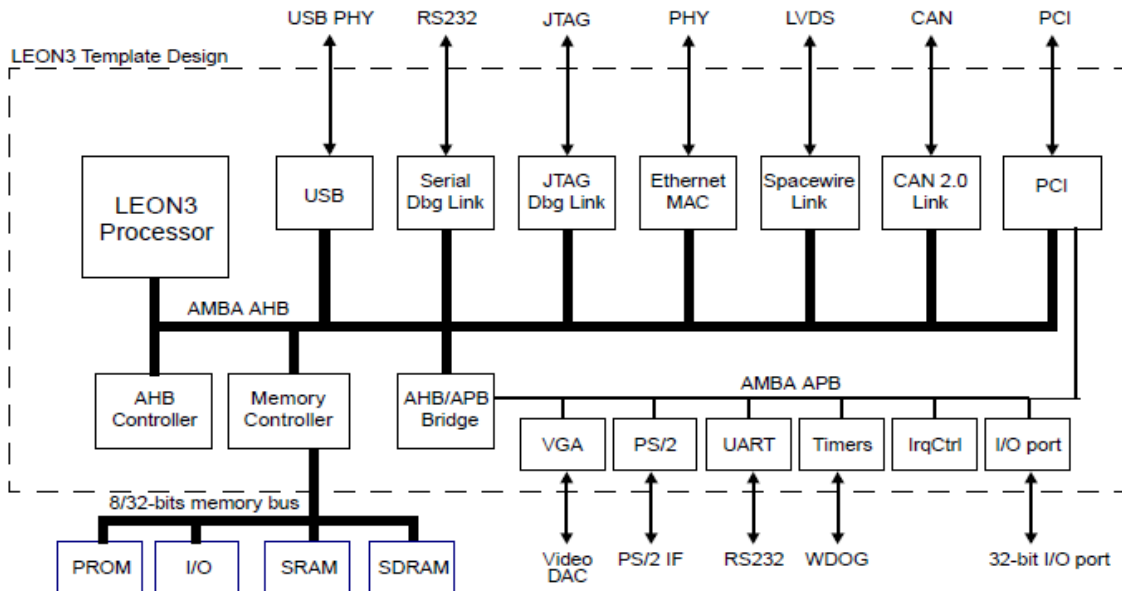 USB PHY RS232 JTAG PHY LVDS CAN PCI
LEON3 Template Design
LEON3
Processor
USB
Serial
Dbg Link
JTAG
Dbg Link
Ethernet
MAC
Spacewire
Link
CAN 2.0
Link
PCI
AMBA AHB
AHB
Controller
Memory
Controller
AHB/APB
Bridge
AMBA APB
VGA PS/2 UART Timers IrqCtrl I/O port
8/32-bits memory bus
PROM I/O SRAM SDRAM
Video
DAC
PS/2 IF RS232 WDOG 32-bit I/O port